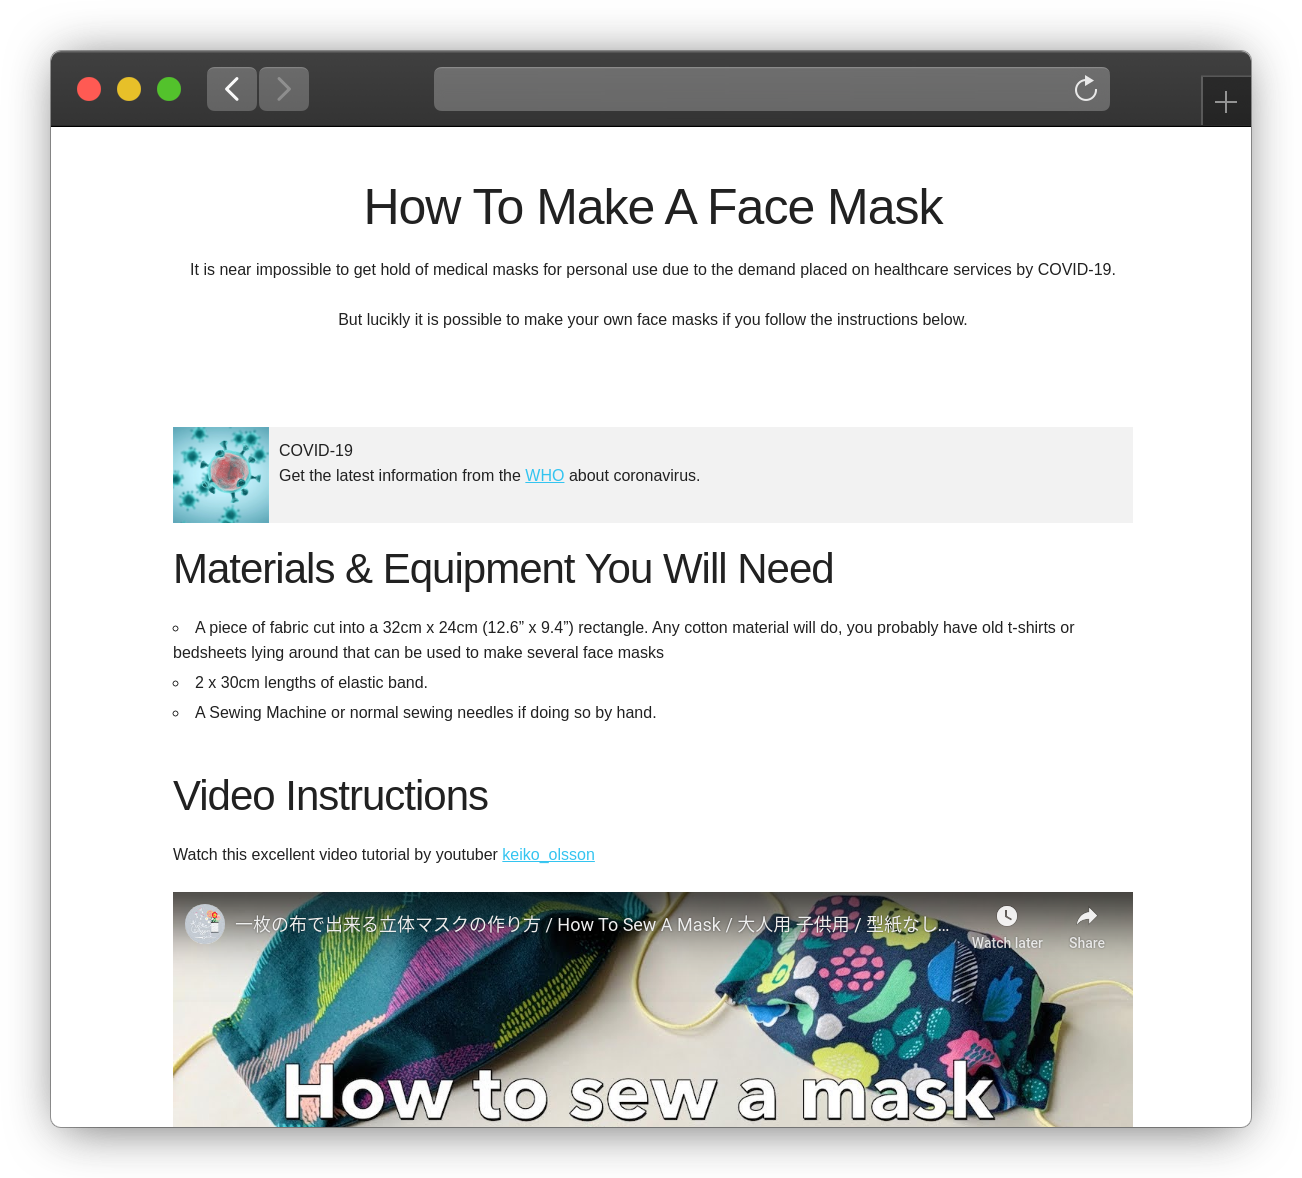 How To Make A Face Mask
It is near impossible to get hold of medical masks for personal use due to the demand placed on healthcare services by COVID-19.
But luckily it is possible to make your own face masks if you follow the instructions below.
COVID-19
Get the latest information from the WHO about coronavirus.
Materials & Equipment You Will Need
A piece of fabric cut into a 32cm x 24cm (12.6” x 9.4”) rectangle. Any cotton material will do, you probably have old t-shirts or
bedsheets lying around that can be used to make several face masks
2 x 30cm lengths of elastic band.
A Sewing Machine or normal sewing needles if doing so by hand.
Video Instructions
Watch this excellent video tutorial by youtuber keiko_olsson
一枚の布で出来る立体マスクの作り方 / How To Sew A Mask / 大人用 子供用 / 型紙なし...
Watch later
Share
How to sew a mask